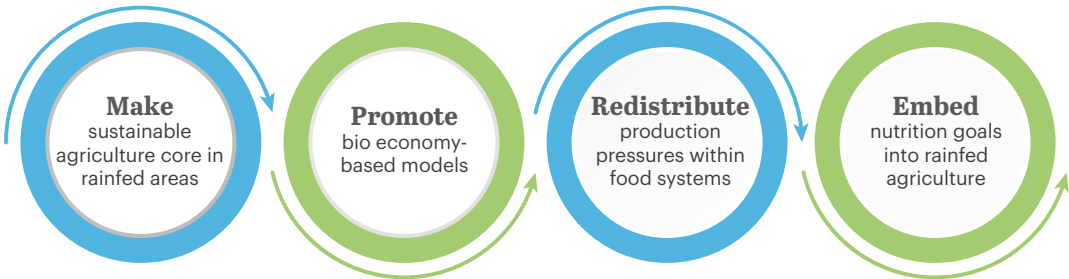 Make
sustainable
agriculture core in
rainfed areas
Promote
bio economy-
based models
Redistribute
production
pressures within
food systems
Embed
nutrition goals
into rainfed
agriculture